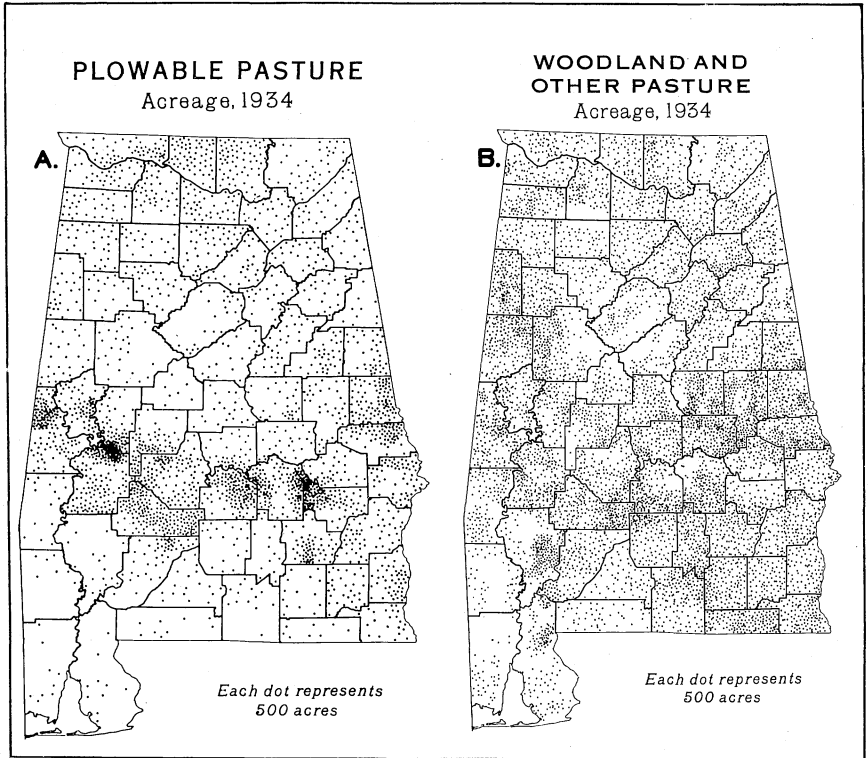 PLOWABLE PASTURE
Acreage, 1934
A.
Each dot represents
500 acres
WOODLAND AND
OTHER PASTURE
Acreage, 1934
B.
Each dot represents
500 acres